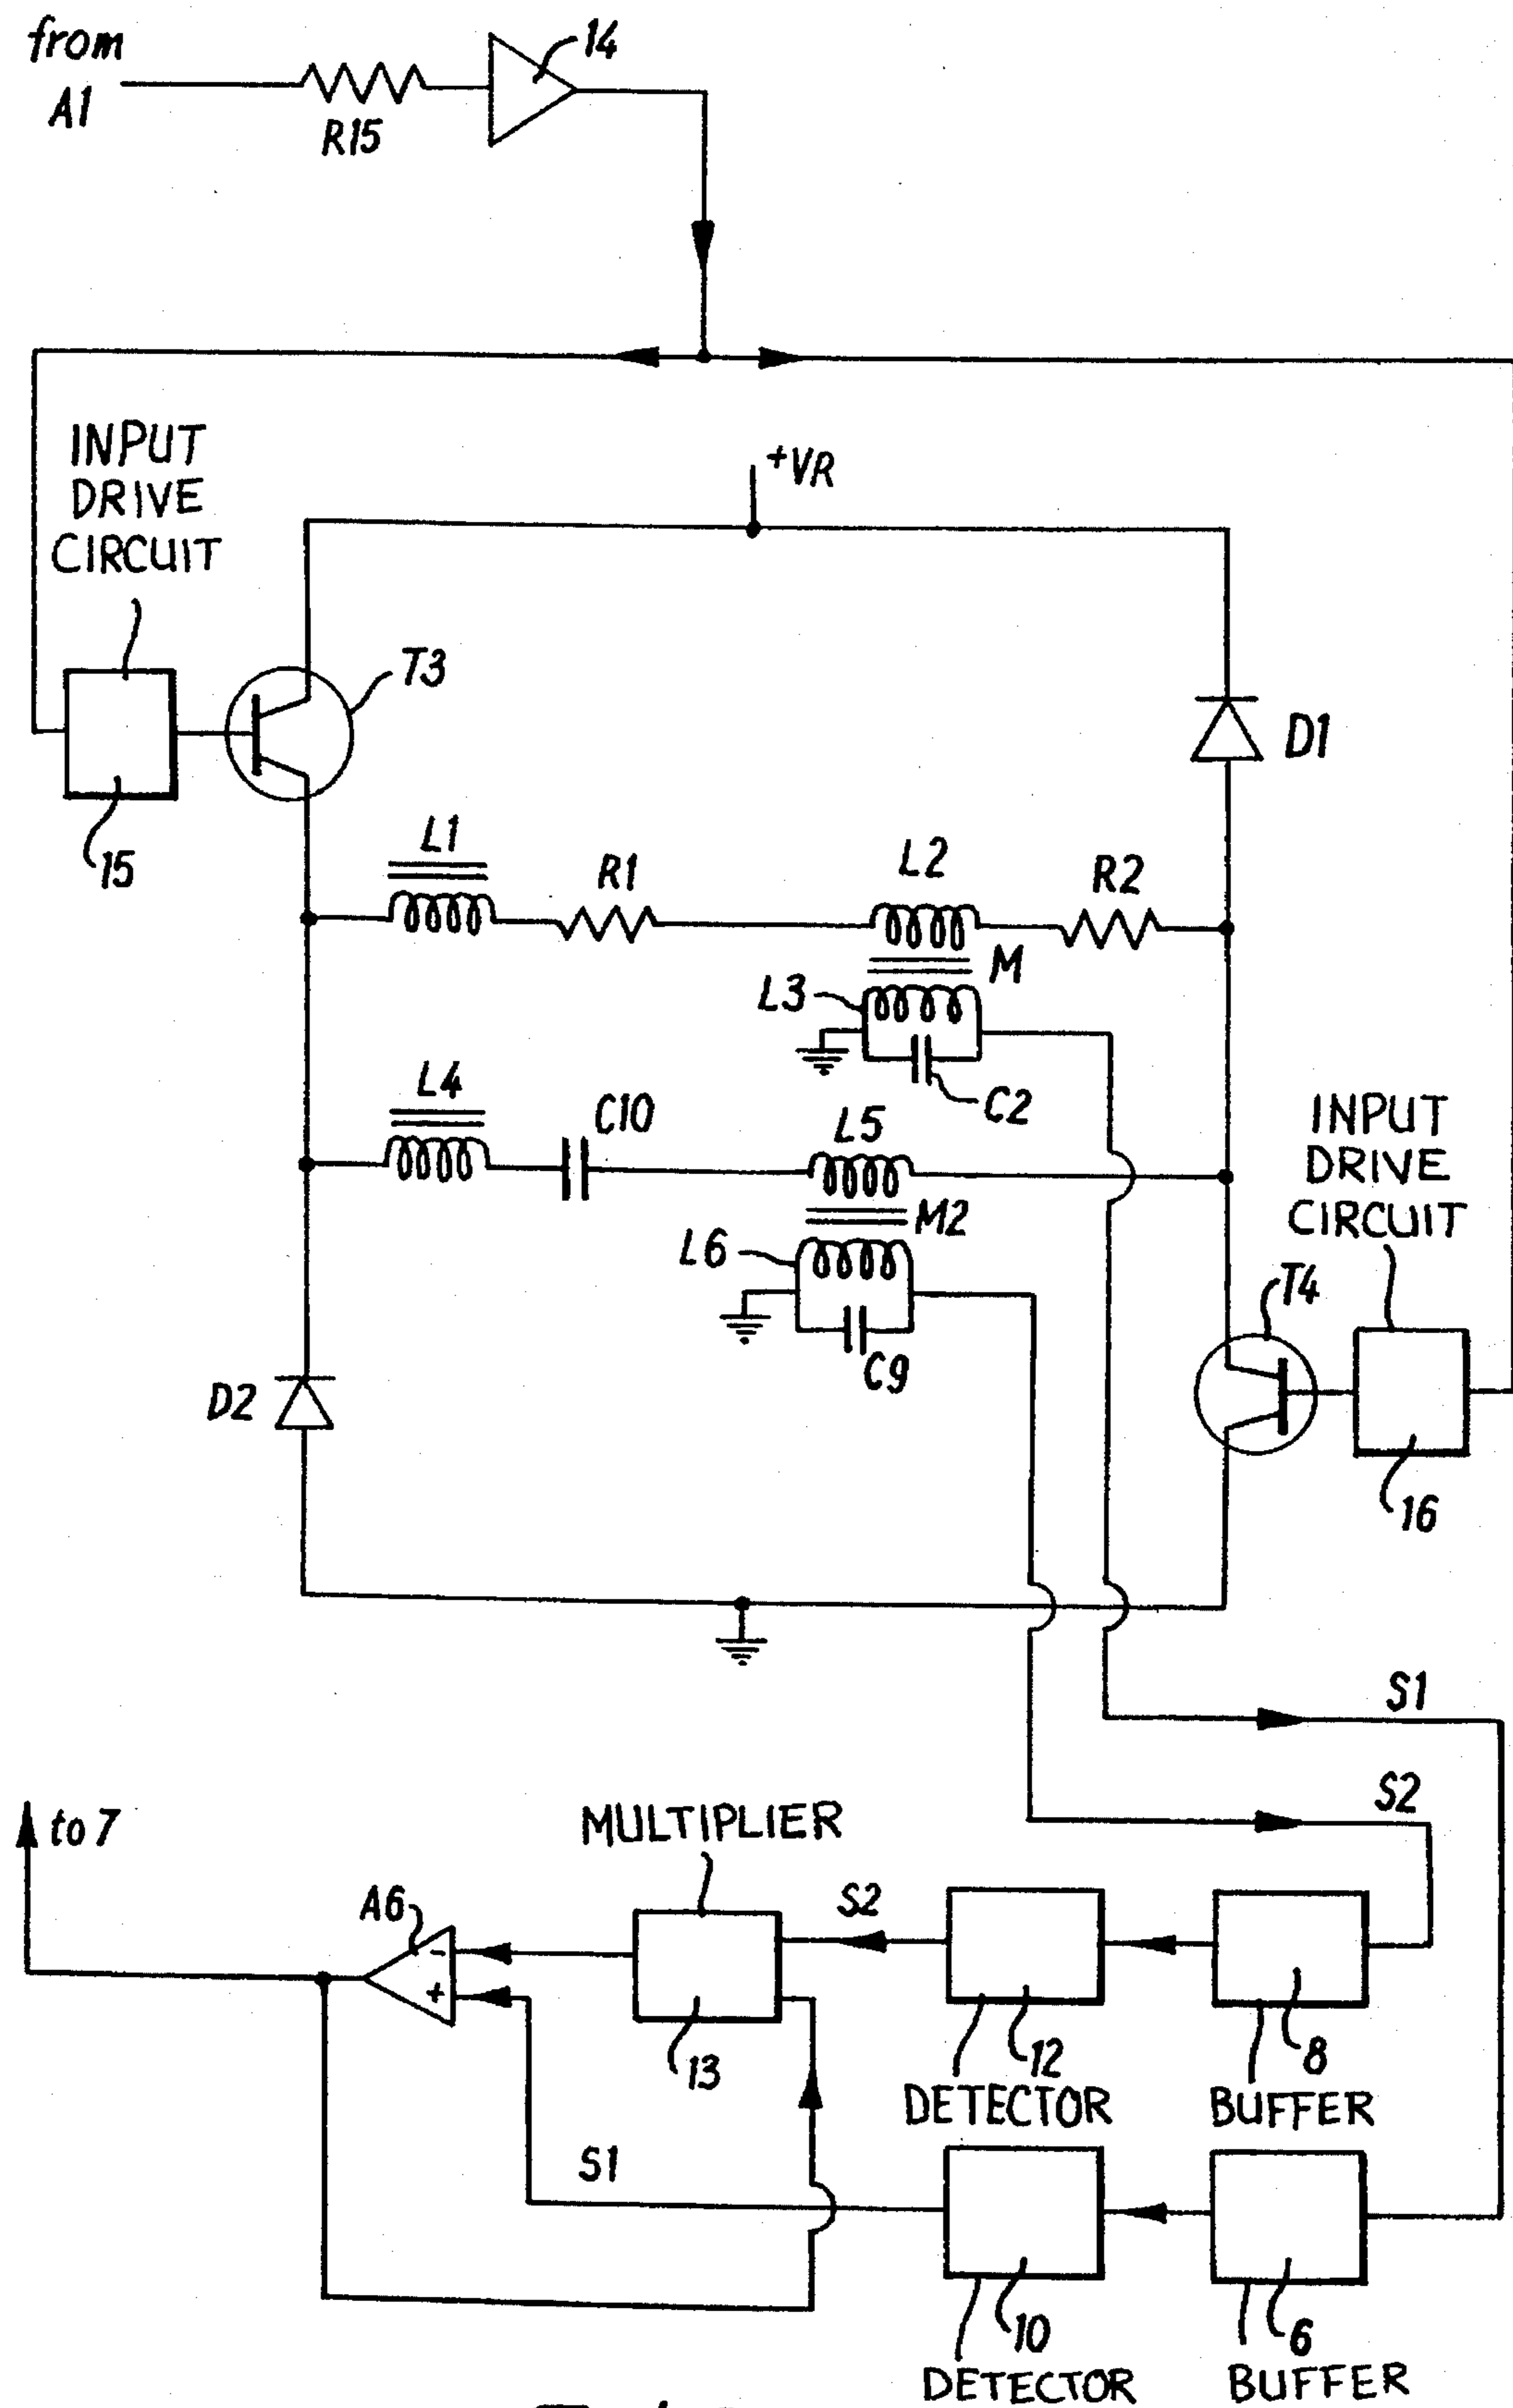 from
A1
R15
14
+VR
INPUT
DRIVE
CIRCUIT
T3
15
D1
L1
R1
L2
R2
M
L3
C2
L4
C10
L5
M2
L6
C9
INPUT
DRIVE
CIRCUIT
T4
16
D2
S1
S2
to 7
MULTIPLIER
A6
-
+
S2
13
12
DETECTOR
8
BUFFER
S1
10
DETECTOR
6
BUFFER